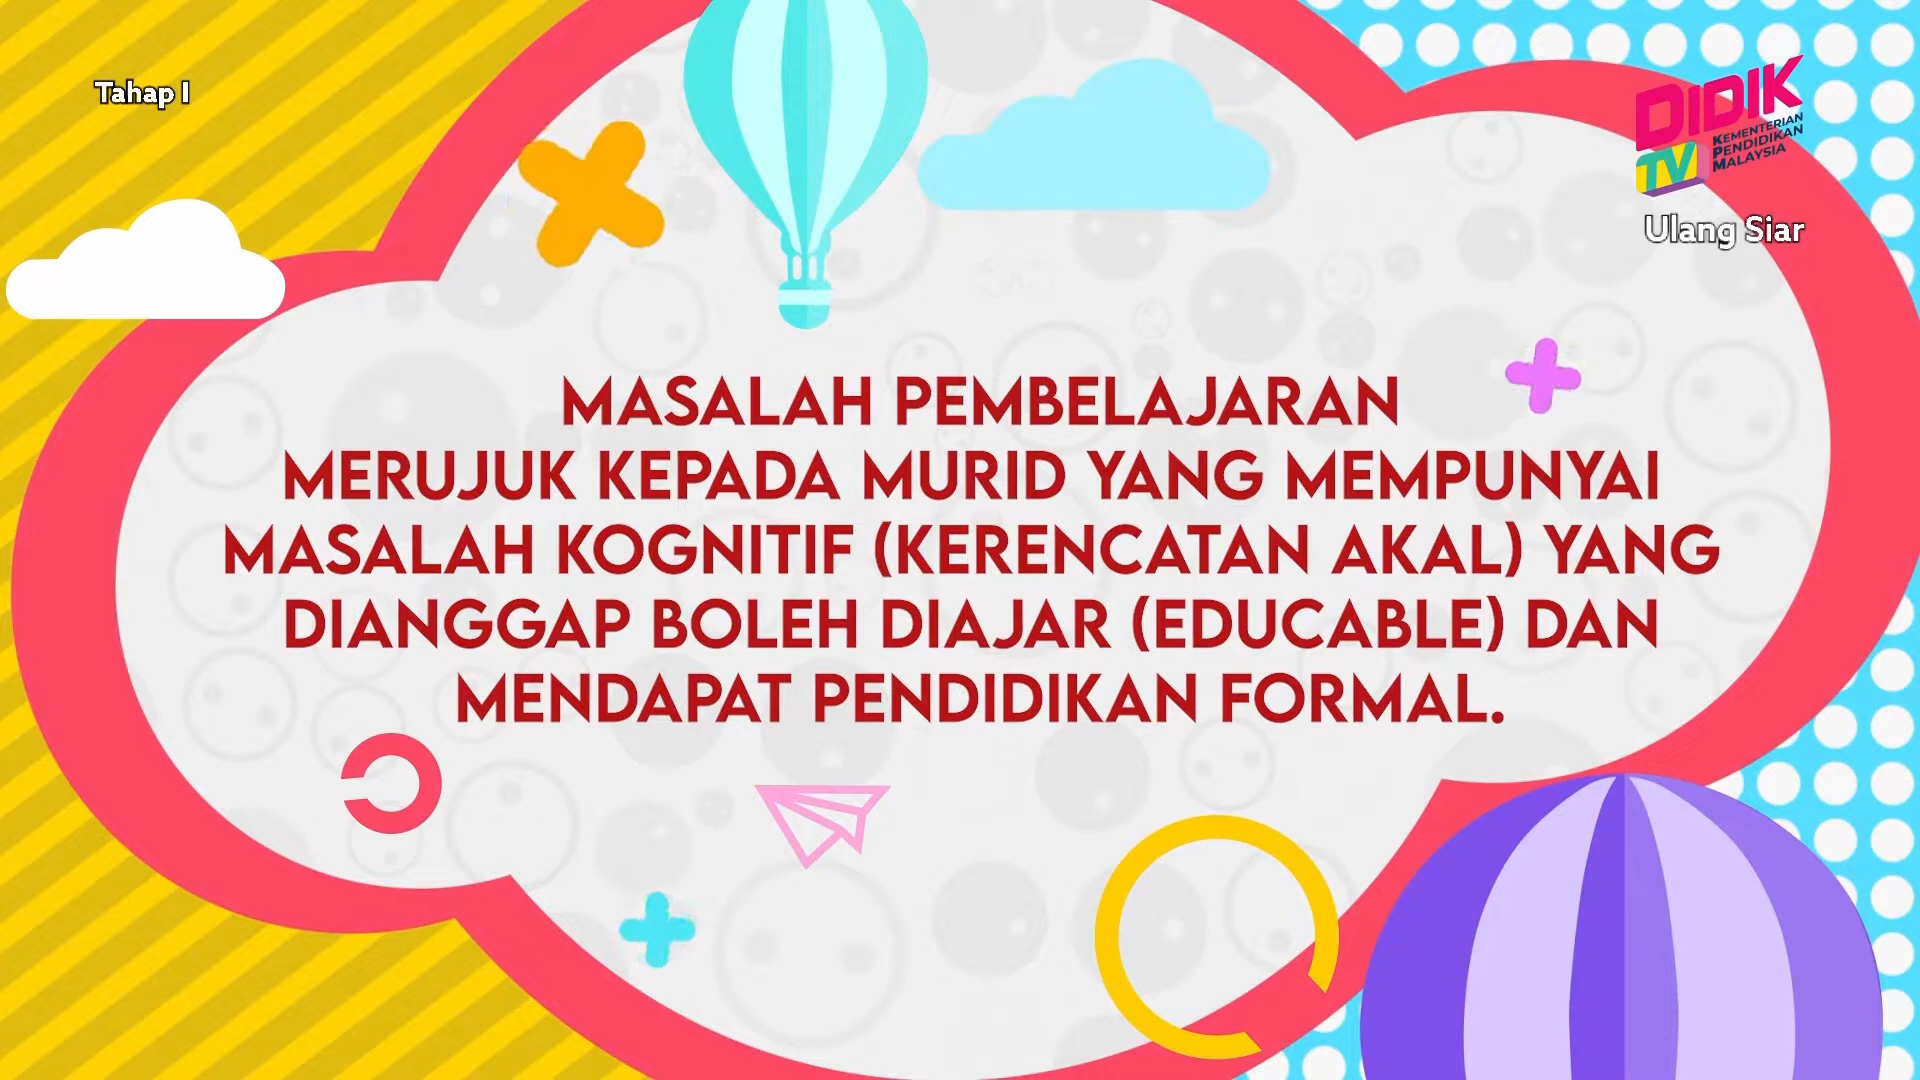 Tahap I
DIDIK
TV
KEMENTERIAN
PENDIDIKAN
MALAYSIA
Ulang Siar
MASALAH PEMBELAJARAN
MERUJUK KEPADA MURID YANG MEMPUNYAI
MASALAH KOGNITIF (KERENCATAN AKAL) YANG
DIANGGAP BOLEH DIAJAR (EDUCABLE) DAN
MENDAPAT PENDIDIKAN FORMAL.